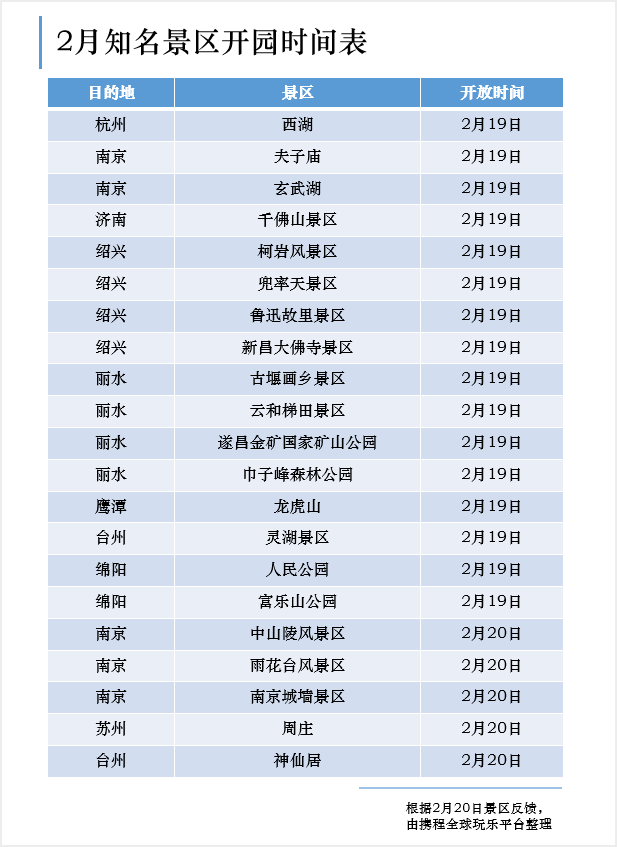 2月知名景区开园时间表
目的地 景区 开放时间
杭州 西湖 2月19日
南京 夫子庙 2月19日
南京 玄武湖 2月19日
济南 千佛山景区 2月19日
绍兴 柯岩风景区 2月19日
绍兴 兜率天景区 2月19日
绍兴 鲁迅故里景区 2月19日
绍兴 新昌大佛寺景区 2月19日
丽水 古堰画乡景区 2月19日
丽水 云和梯田景区 2月19日
丽水 遂昌金矿国家矿山公园 2月19日
丽水 巾子峰森林公园 2月19日
鹰潭 龙虎山 2月19日
台州 灵湖景区 2月19日
绵阳 人民公园 2月19日
绵阳 富乐山公园 2月19日
南京 中山陵风景区 2月20日
南京 雨花台风景区 2月20日
南京 南京城墙景区 2月20日
苏州 周庄 2月20日
台州 神仙居 2月20日
根据2月20日景区反馈，
由携程全球玩乐平台整理